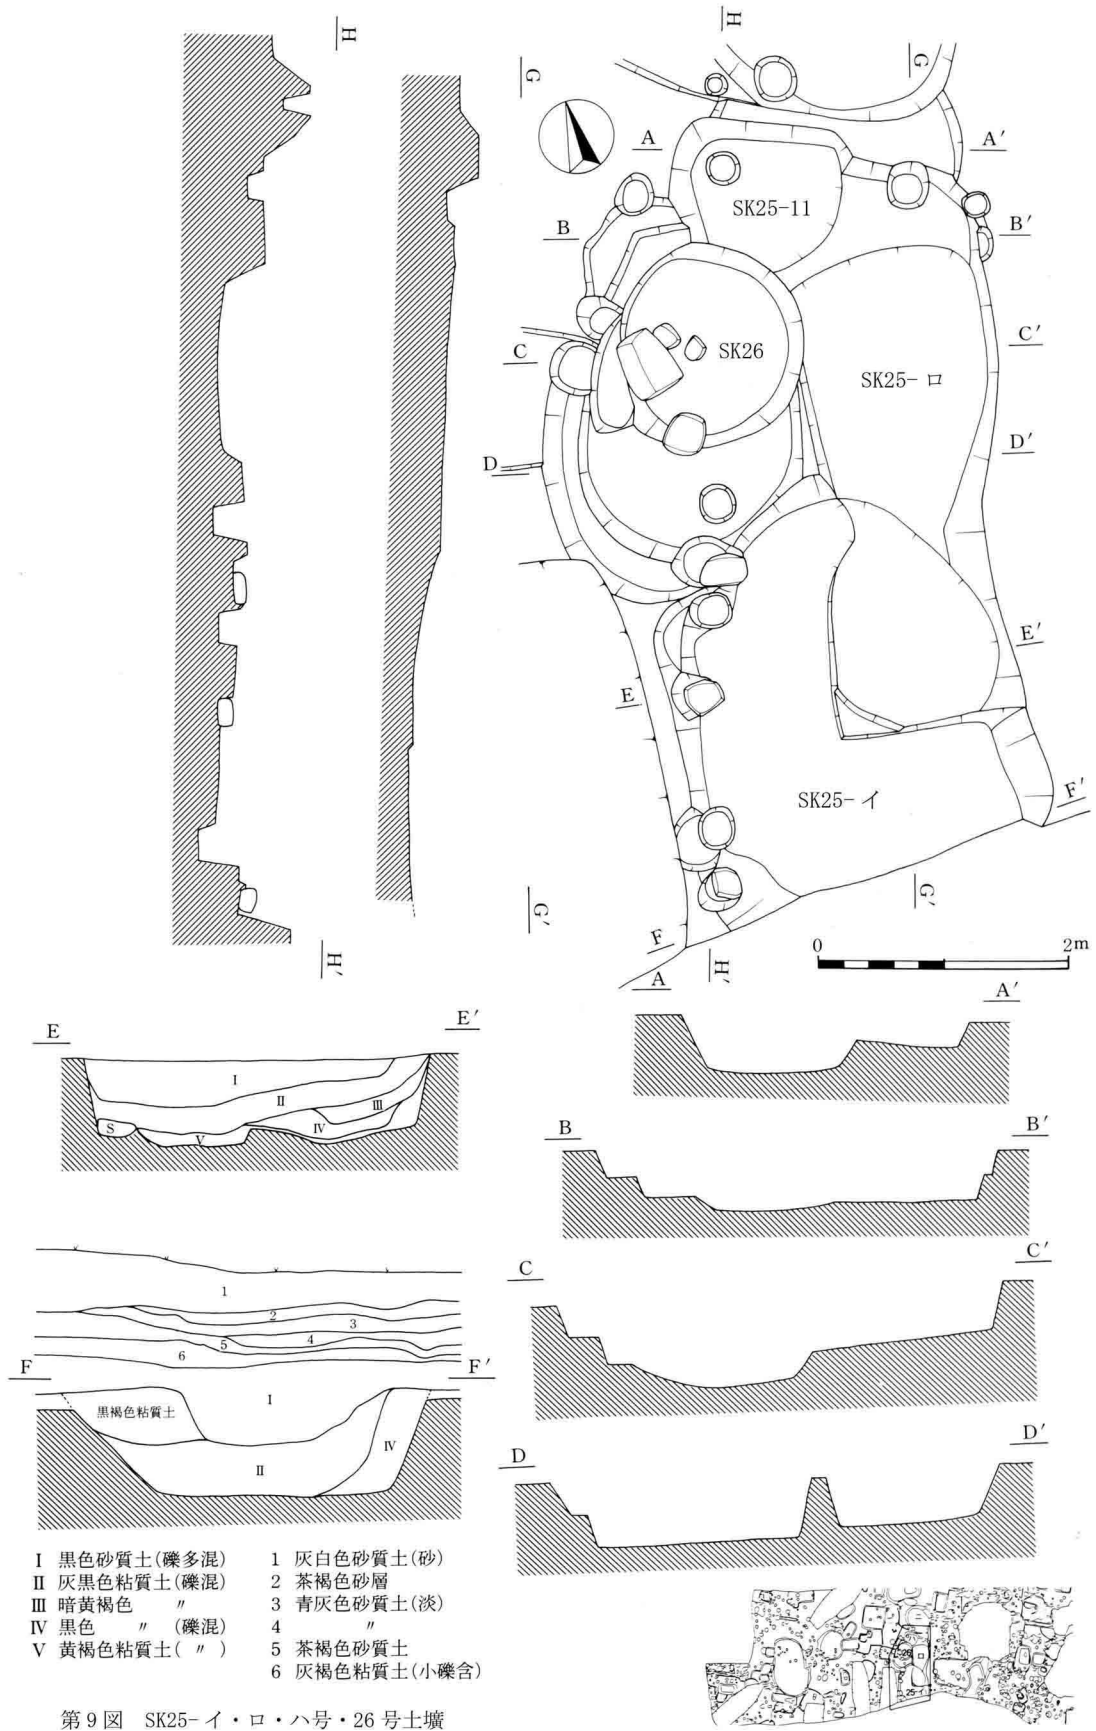 H
H
G
G
A
A′
SK25-11
B
B′
C
C′
SK26
SK25-ロ
D
D′
E′
E
SK25-イ
F′
G′
G′
F
H′
H′
0 2m
A
A′
E
E′
I
II
III
IV
S
V
B
B′
C
C′
1
2
3
4
5
6
F
F′
I
黒褐色粘質土
IV
II
D
D′
I 黒色砂質土(礫多混)
II 灰黒色粘質土(礫混)
III 暗黄褐色 〃
IV 黒色 〃 (礫混)
V 黄褐色粘質土( 〃 )
1 灰白色砂質土(砂)
2 茶褐色砂層
3 青灰色砂質土(淡)
4 〃
5 茶褐色砂質土
6 灰褐色粘質土(小礫含)
26
ロ
25-イ
第9図 SK25-イ・ロ・ハ号・26号土壙